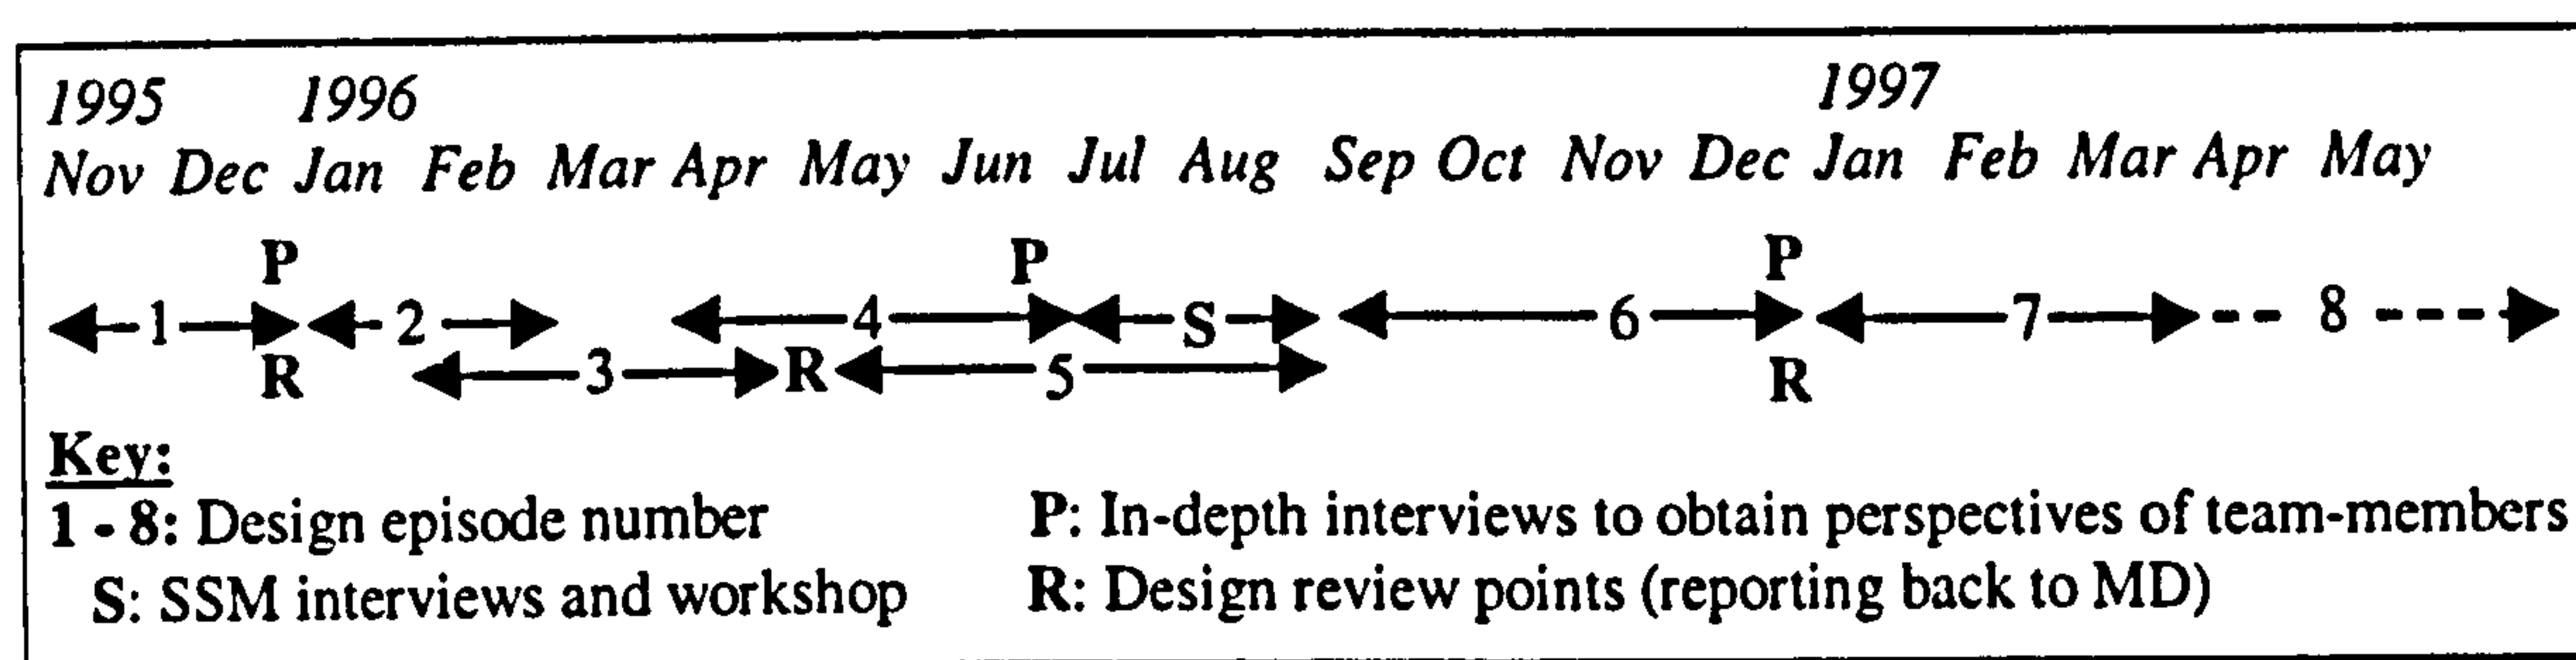 1995 1996 1997
Nov Dec Jan Feb Mar Apr May Jun Jul Aug Sep Oct Nov Dec Jan Feb Mar Apr May
P P P
1 2 4 S 6 7 8
R 3 R 5 R
Key:
1 - 8: Design episode number P: In-depth interviews to obtain perspectives of team-members
S: SSM interviews and workshop R: Design review points (reporting back to MD)